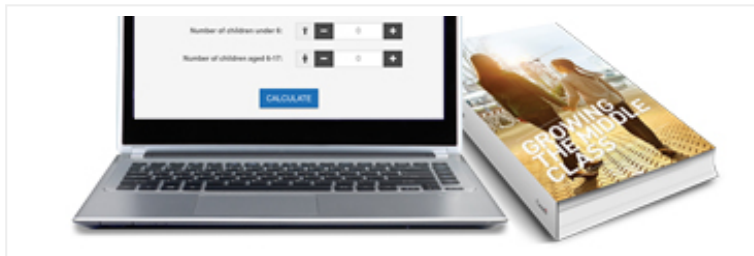 Number of children under 6:
0
Number of children aged 6-17:
0
CALCULATE
GROWING
THE MIDDLE
CLASS